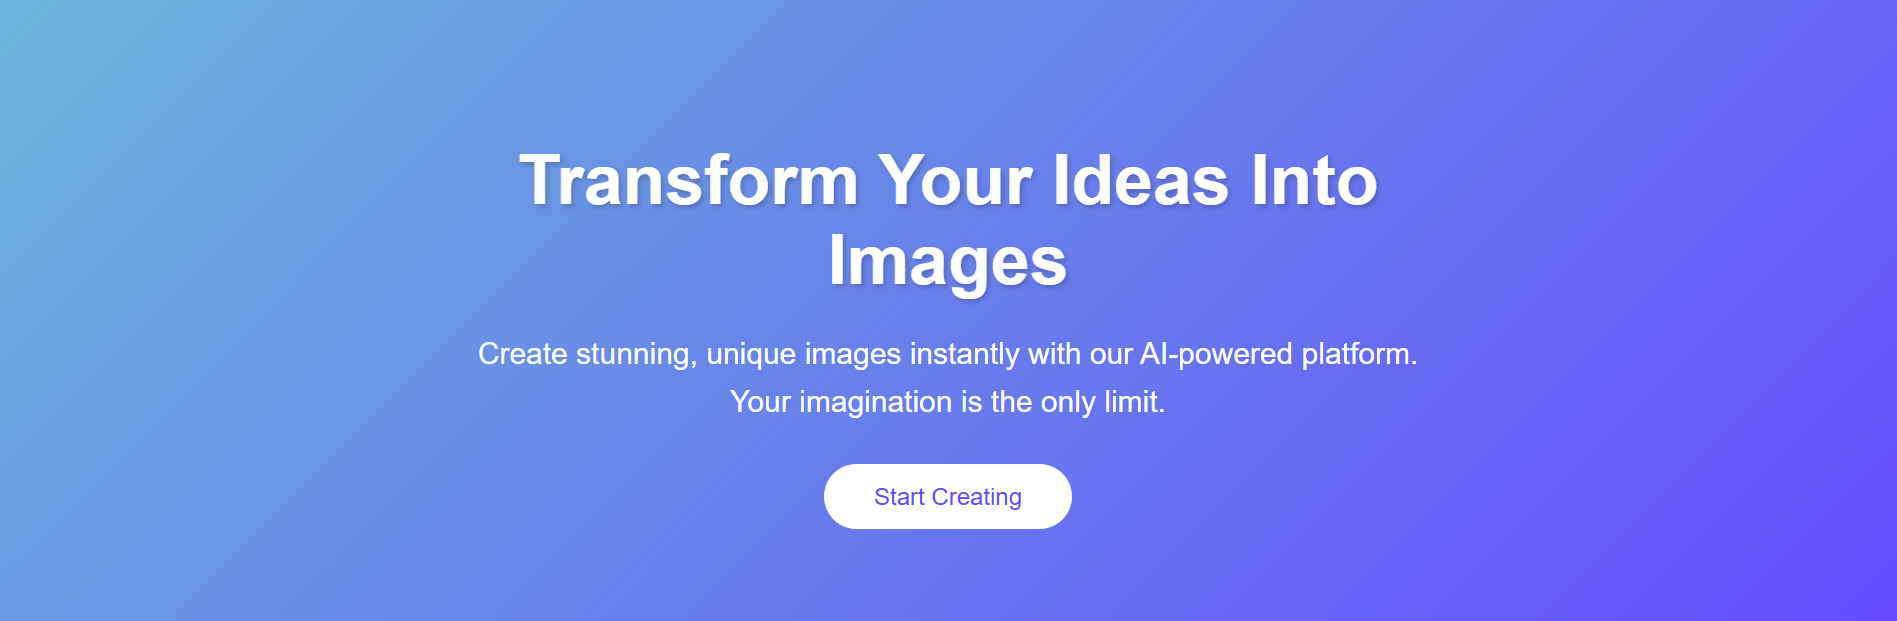 Transform Your Ideas Into
Images
Create stunning, unique images instantly with our AI-powered platform.
Your imagination is the only limit.
Start Creating